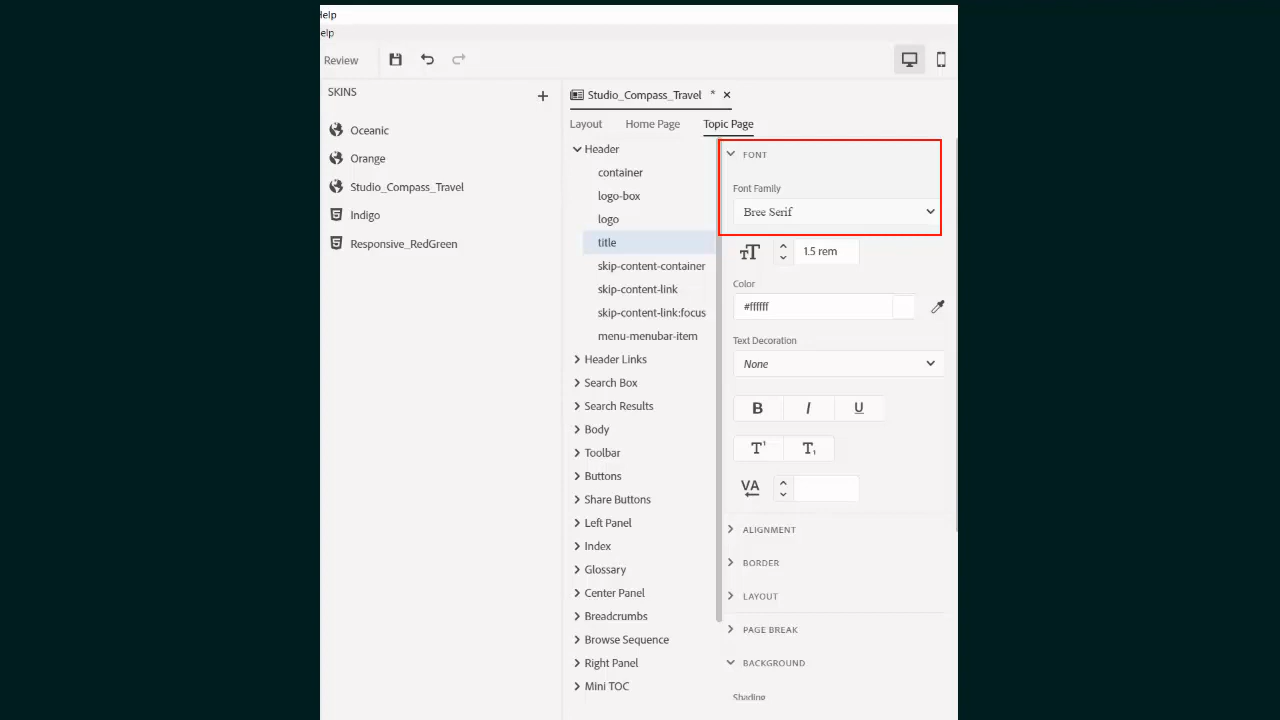 Help
elp
Review
SKINS
Oceanic
Orange
Studio_Compass_Travel
Indigo
Responsive_RedGreen
Studio_Compass_Travel *
Layout Home Page Topic Page
Header
container
logo-box
logo
title
skip-content-container
skip-content-link
skip-content-link:focus
menu-menubar-item
Header Links
Search Box
Search Results
Body
Toolbar
Buttons
Share Buttons
Left Panel
Index
Glossary
Center Panel
Breadcrumbs
Browse Sequence
Right Panel
Mini TOC
FONT
Font Family
Bree Serif
1.5 rem
Color
#ffffff
Text Decoration
None
B I U
T¹ T₁
VA
ALIGNMENT
BORDER
LAYOUT
PAGE BREAK
BACKGROUND
Shading